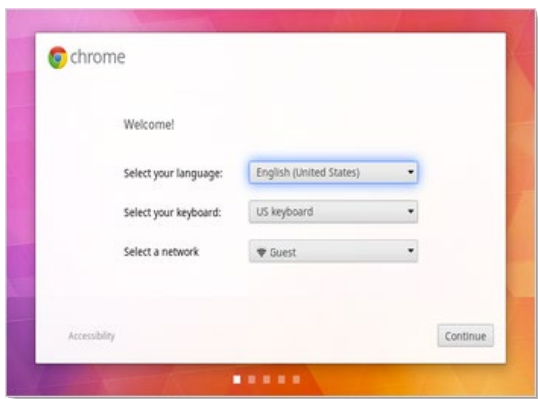 chrome
Welcome!
Select your language: English (United States)
Select your keyboard: US keyboard
Select a network Guest
Accessibility Continue